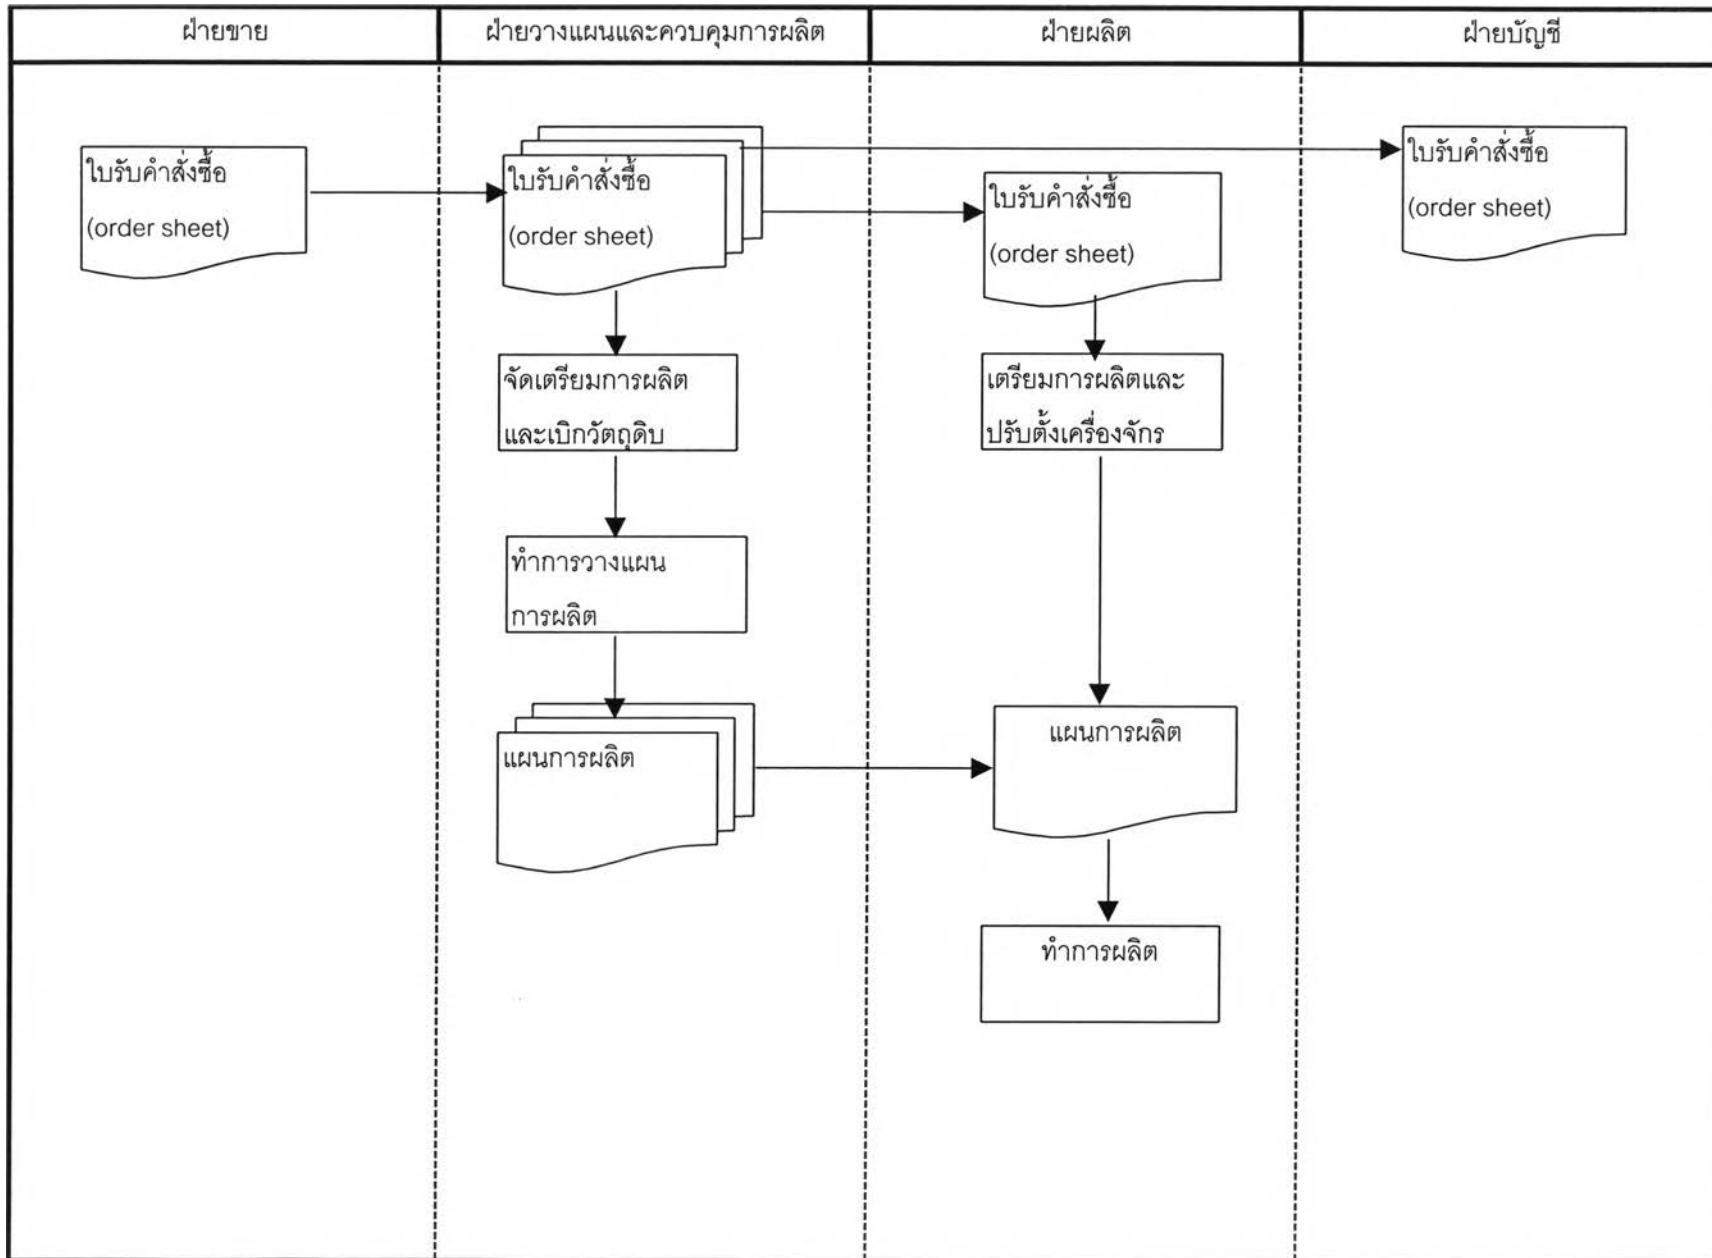 ฝ่ายขาย
ฝ่ายวางแผนและควบคุมการผลิต
ฝ่ายผลิต
ฝ่ายบัญชี
ใบรับคำสั่งซื้อ
(order sheet)
ใบรับคำสั่งซื้อ
(order sheet)
ใบรับคำสั่งซื้อ
(order sheet)
ใบรับคำสั่งซื้อ
(order sheet)
จัดเตรียมการผลิต
และเบิกวัตถุดิบ
เตรียมการผลิตและ
ปรับตั้งเครื่องจักร
ทำการวางแผน
การผลิต
แผนการผลิต
แผนการผลิต
ทำการผลิต